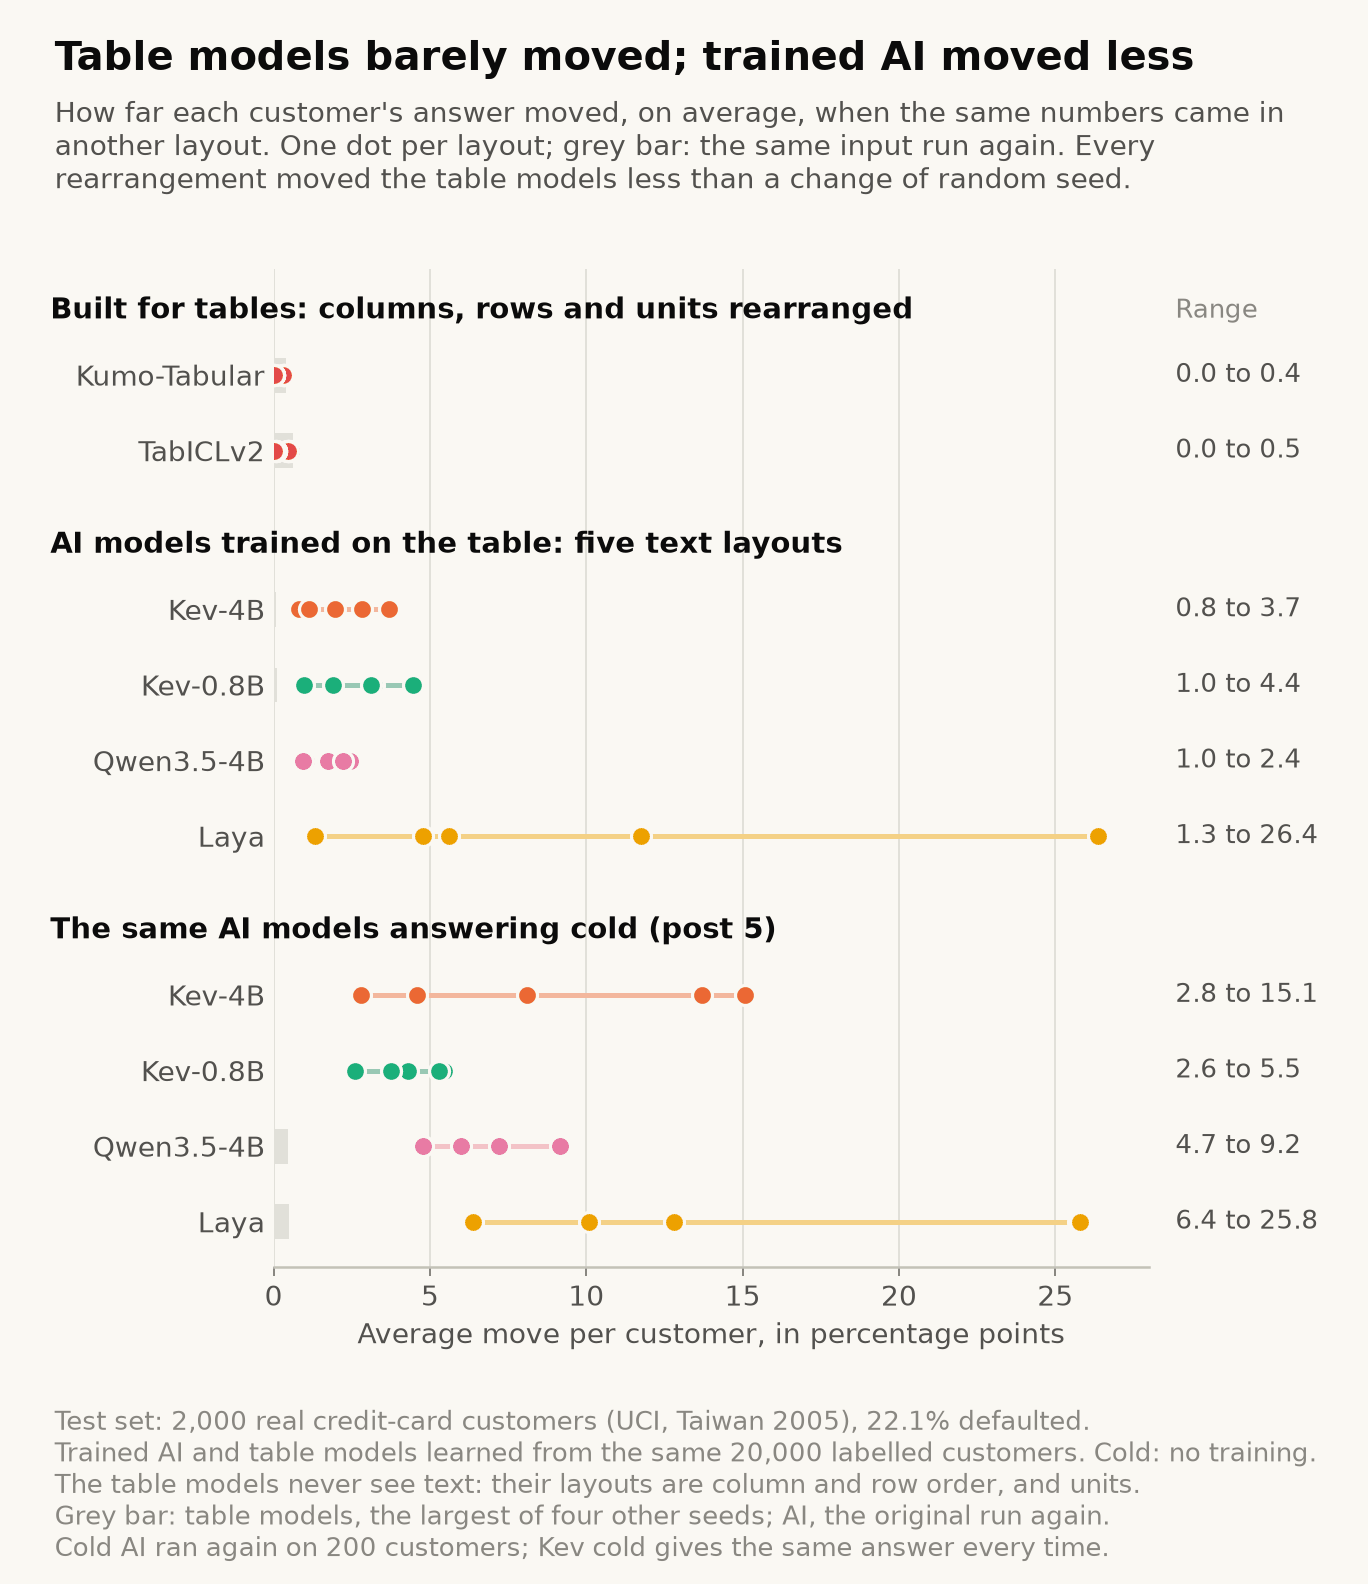 Table models barely moved; trained AI moved less
How far each customer's answer moved, on average, when the same numbers came in
another layout. One dot per layout; grey bar: the same input run again. Every
rearrangement moved the table models less than a change of random seed.
Built for tables: columns, rows and units rearranged
Range
Kumo-Tabular
0.0 to 0.4
TabICLv2
0.0 to 0.5
AI models trained on the table: five text layouts
Kev-4B
0.8 to 3.7
Kev-0.8B
1.0 to 4.4
Qwen3.5-4B
1.0 to 2.4
Laya
1.3 to 26.4
The same AI models answering cold (post 5)
Kev-4B
2.8 to 15.1
Kev-0.8B
2.6 to 5.5
Qwen3.5-4B
4.7 to 9.2
Laya
6.4 to 25.8
0 5 10 15 20 25
Average move per customer, in percentage points
Test set: 2,000 real credit-card customers (UCI, Taiwan 2005), 22.1% defaulted.
Trained AI and table models learned from the same 20,000 labelled customers. Cold: no training.
The table models never see text: their layouts are column and row order, and units.
Grey bar: table models, the largest of four other seeds; AI, the original run again.
Cold AI ran again on 200 customers; Kev cold gives the same answer every time.